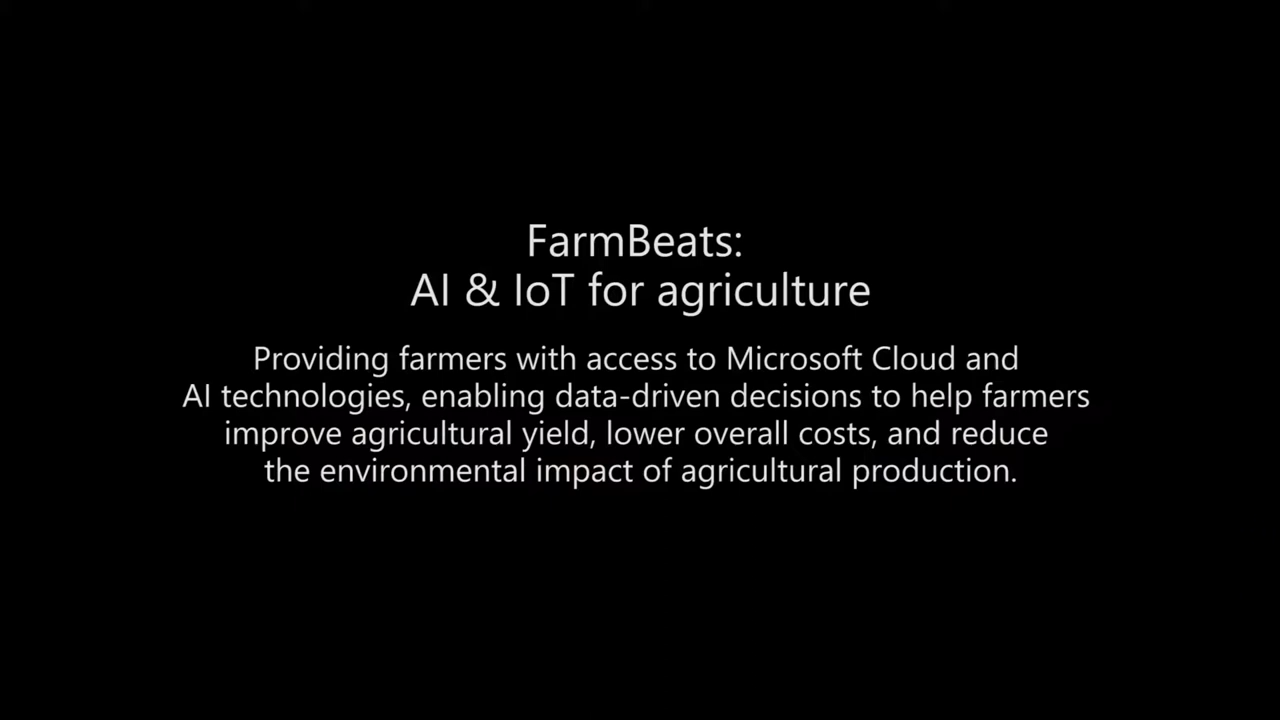 FarmBeats:
AI & IoT for agriculture
Providing farmers with access to Microsoft Cloud and
AI technologies, enabling data-driven decisions to help farmers
improve agricultural yield, lower overall costs, and reduce
the environmental impact of agricultural production.